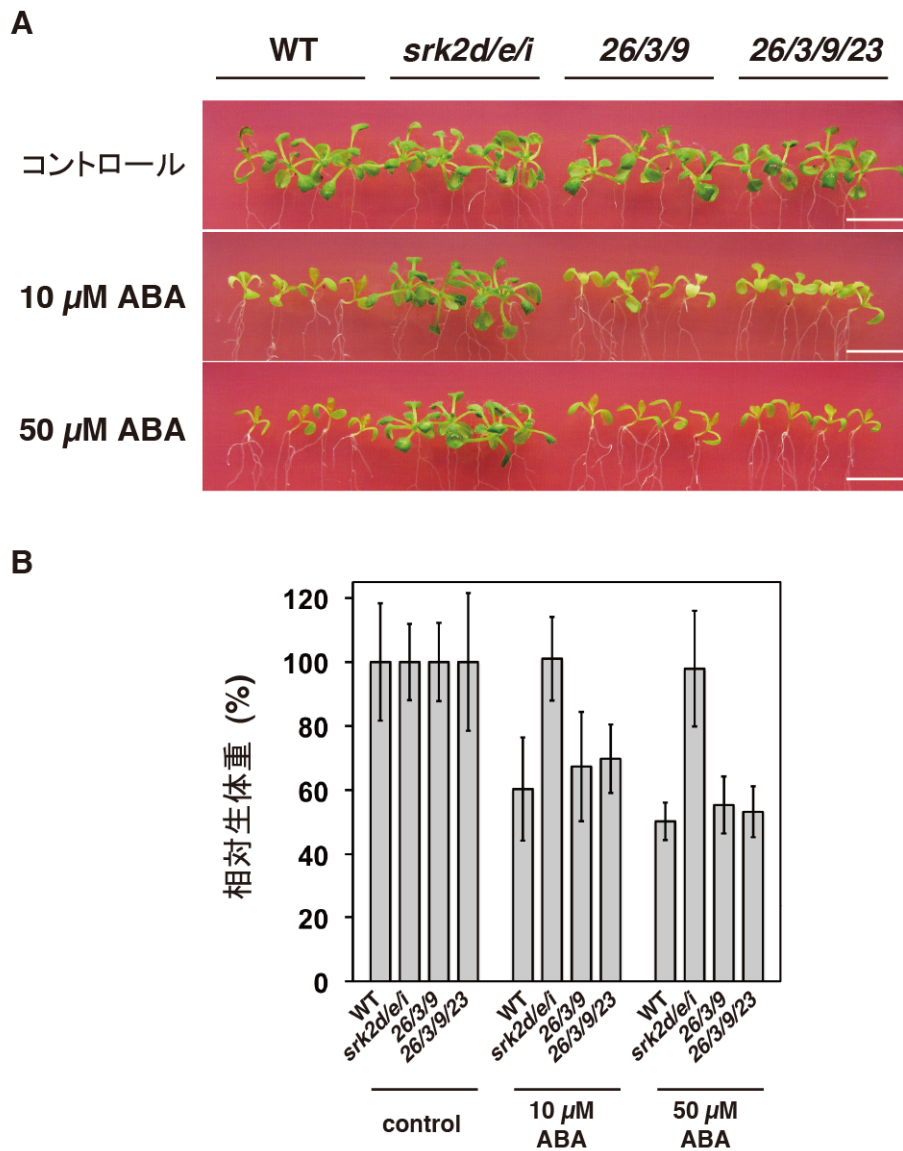 A
WT srk2d/e/i 26/3/9 26/3/9/23
コントロール
10 µM ABA
50 µM ABA
B
相対生体重 (%)
120
100
80
60
40
20
0
WT srk2d/e/i 26/3/9 26/3/9/23 WT srk2d/e/i 26/3/9 26/3/9/23 WT srk2d/e/i 26/3/9 26/3/9/23
control 10 µM ABA 50 µM ABA